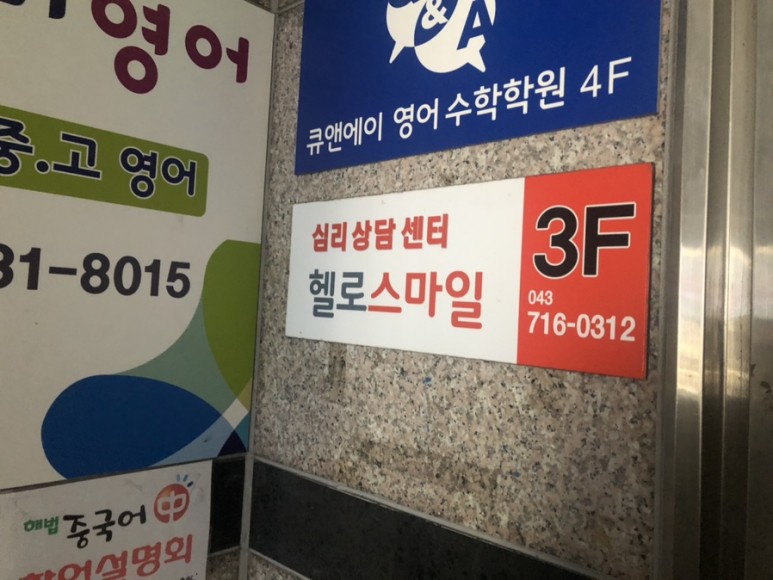 영어
중.고 영어
31-8015
해법 중국어 中
&A
큐앤에이 영어수학학원 4F
심리 상담 센터
헬로스마일
3F
043
716-0312